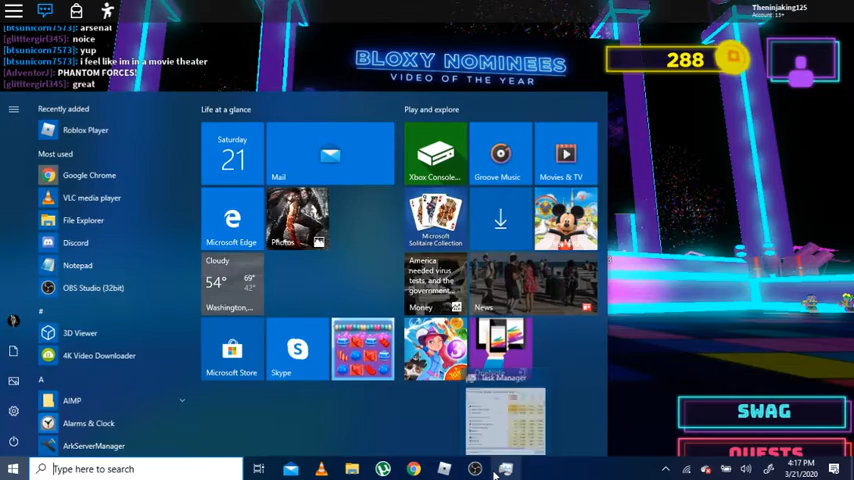 Theninjaking125
Account: 13+
[btsunicorn7573]: arsenal
[glittergirl345]: noice
[btsunicorn7573]: yup
[btsunicorn7573]: i feel like im in a movie theater
[AdventorJ]: PHANTOM FORCES!
[glittergirl345]: great
BLOXY NOMINEES
VIDEO OF THE YEAR
288
Recently added
Roblox Player
Most used
Google Chrome
VLC media player
File Explorer
Discord
Notepad
OBS Studio (32bit)
#
3D Viewer
4K Video Downloader
A
AIMP
Alarms & Clock
ArkServerManager
Life at a glance
Saturday
21
Mail
Microsoft Edge
Photos
Cloudy
54° 69° 42°
Washington,...
Microsoft Store
Skype
Play and explore
Xbox Console...
Groove Music
Movies & TV
Microsoft
Solitaire Collection
America
needed virus
tests, and the
government...
Money
News
Task Manager
SWAG
QUESTS
Type here to search
4:17 PM
3/21/2020